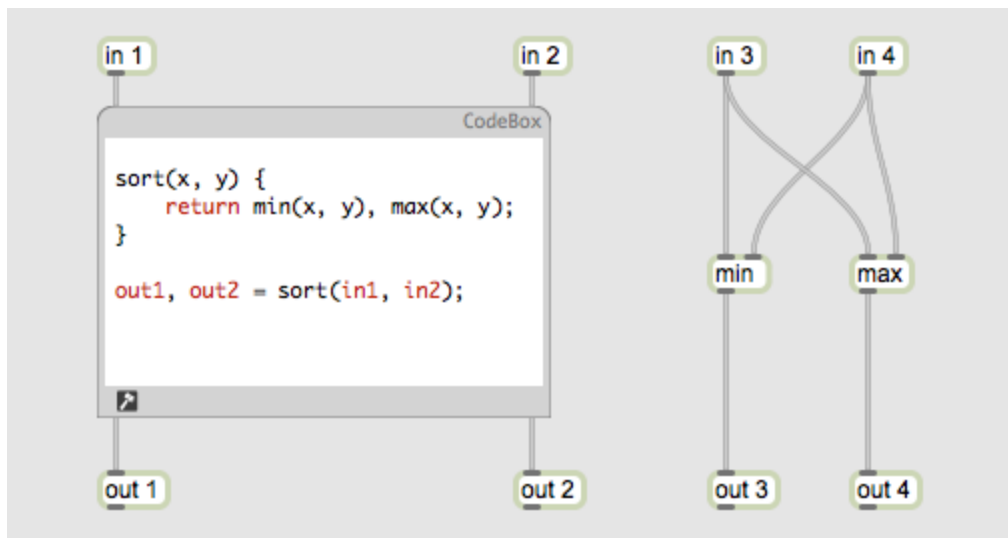 in 1
in 2
in 3
in 4
CodeBox
sort(x, y) {
    return min(x, y), max(x, y);
}
out1, out2 = sort(in1, in2);
min
max
out 1
out 2
out 3
out 4